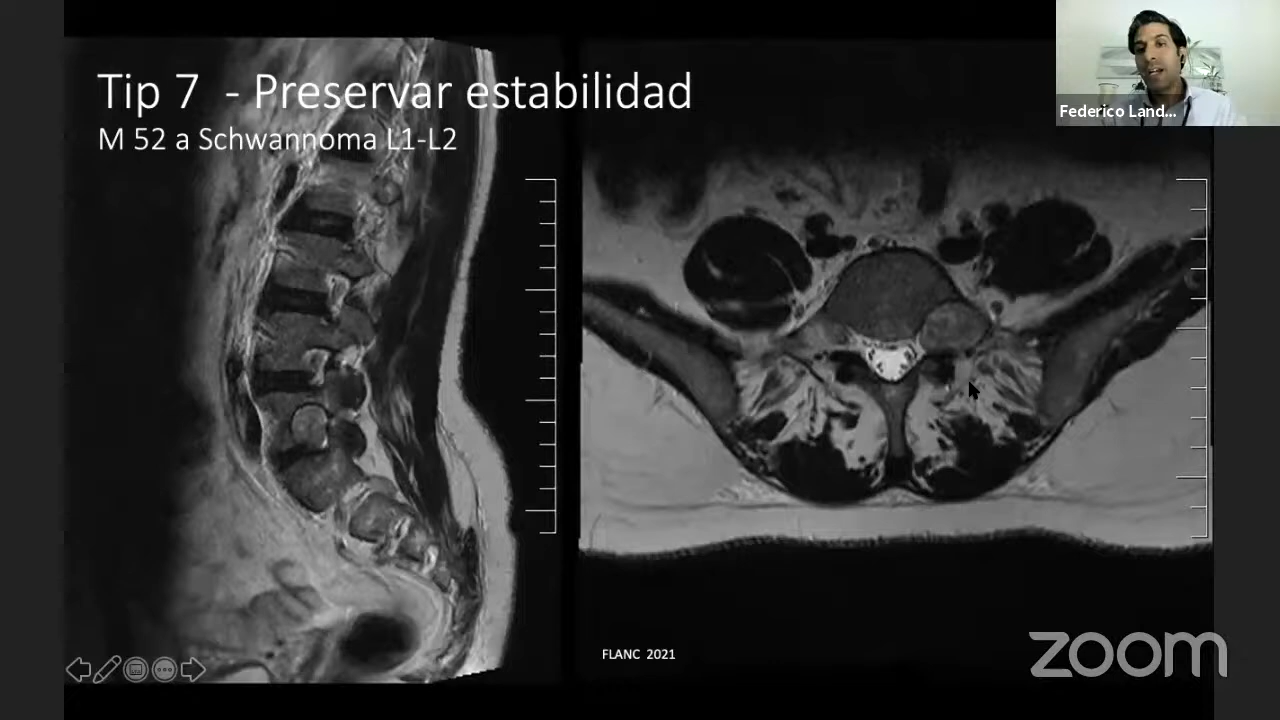 Tip 7 - Preservar estabilidad
M 52 a Schwannoma L1-L2
Federico Land...
FLANC 2021
zoom